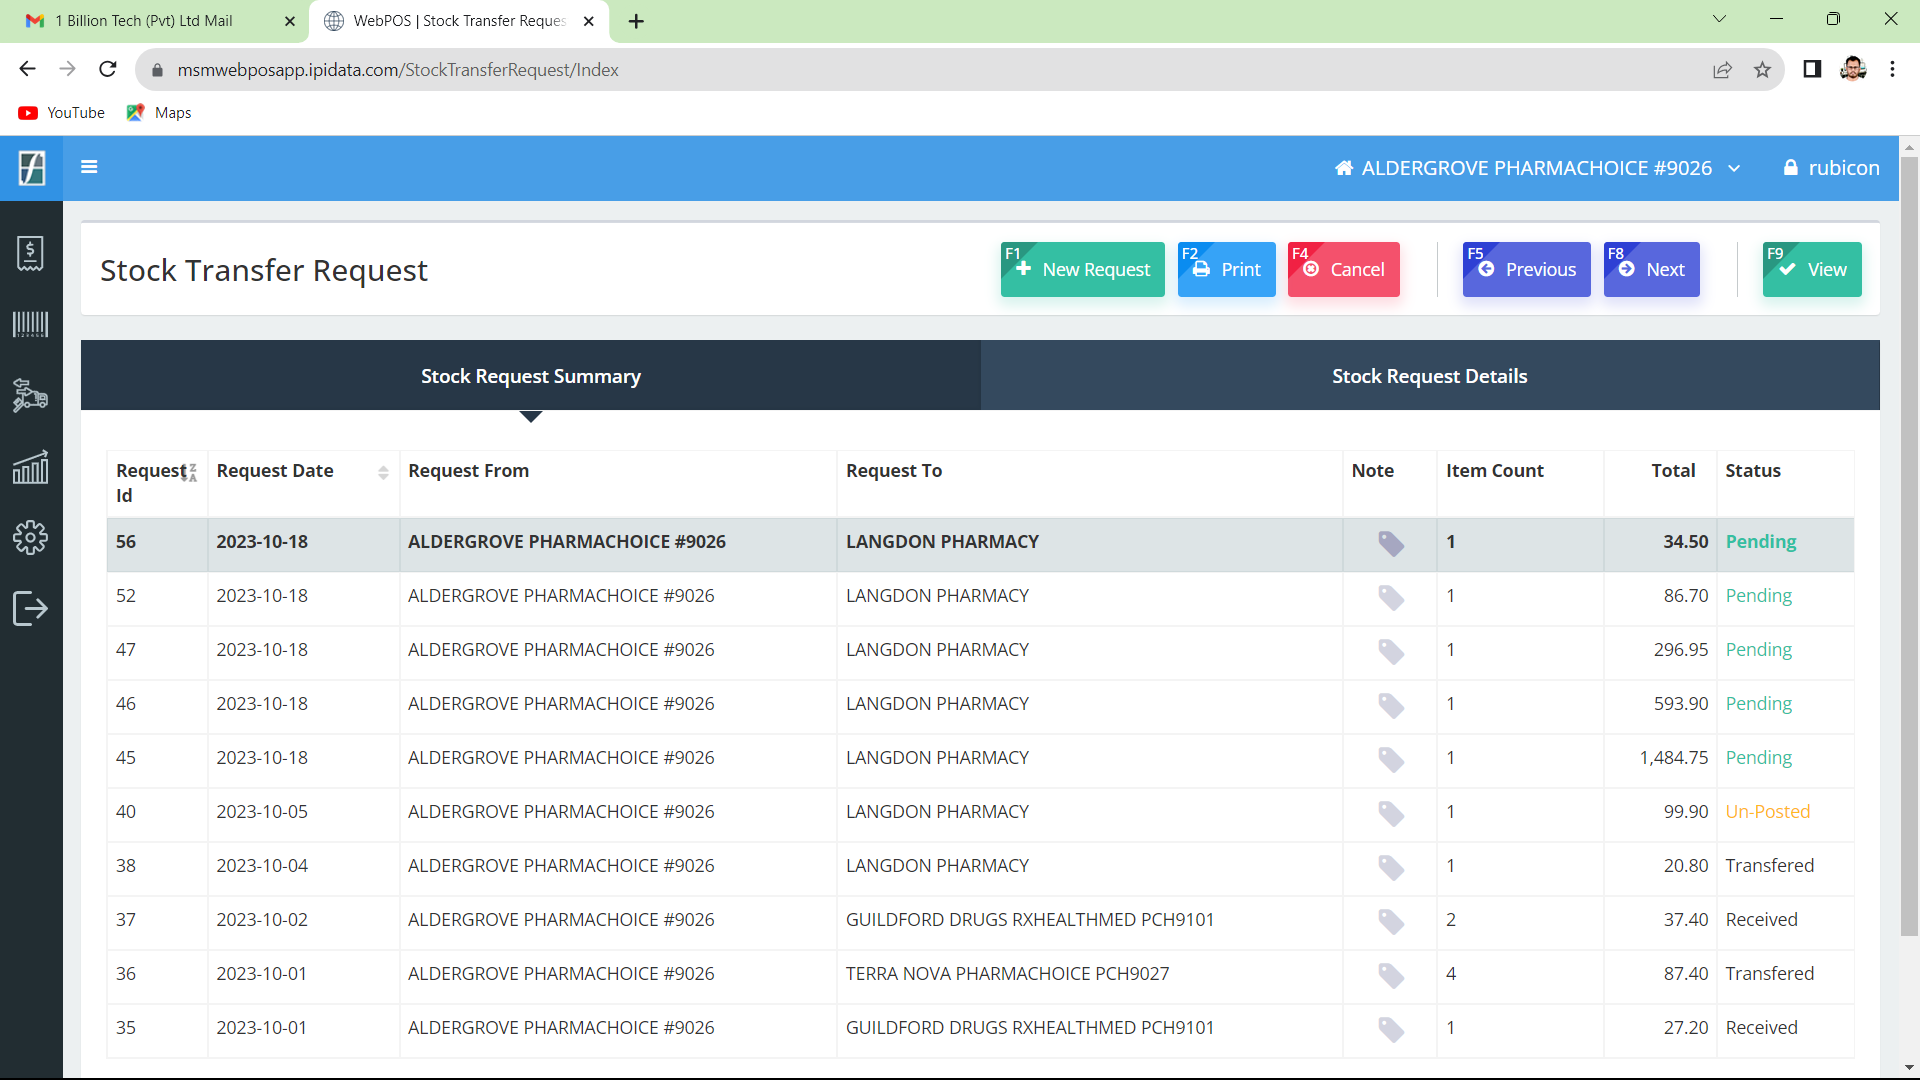 1 Billion Tech (Pvt) Ltd Mail
WebPOS | Stock Transfer Reques
msmwebposapp.ipidata.com/StockTransferRequest/Index
YouTube
Maps
ALDERGROVE PHARMACHOICE #9026
rubicon
Stock Transfer Request
F1 New Request
F2 Print
F4 Cancel
F5 Previous
F8 Next
F9 View
Stock Request Summary
Stock Request Details
Request Id
Request Date
Request From
Request To
Note
Item Count
Total
Status
56 2023-10-18 ALDERGROVE PHARMACHOICE #9026 LANGDON PHARMACY 1 34.50 Pending
52 2023-10-18 ALDERGROVE PHARMACHOICE #9026 LANGDON PHARMACY 1 86.70 Pending
47 2023-10-18 ALDERGROVE PHARMACHOICE #9026 LANGDON PHARMACY 1 296.95 Pending
46 2023-10-18 ALDERGROVE PHARMACHOICE #9026 LANGDON PHARMACY 1 593.90 Pending
45 2023-10-18 ALDERGROVE PHARMACHOICE #9026 LANGDON PHARMACY 1 1,484.75 Pending
40 2023-10-05 ALDERGROVE PHARMACHOICE #9026 LANGDON PHARMACY 1 99.90 Un-Posted
38 2023-10-04 ALDERGROVE PHARMACHOICE #9026 LANGDON PHARMACY 1 20.80 Transfered
37 2023-10-02 ALDERGROVE PHARMACHOICE #9026 GUILDFORD DRUGS RXHEALTHMED PCH9101 2 37.40 Received
36 2023-10-01 ALDERGROVE PHARMACHOICE #9026 TERRA NOVA PHARMACHOICE PCH9027 4 87.40 Transfered
35 2023-10-01 ALDERGROVE PHARMACHOICE #9026 GUILDFORD DRUGS RXHEALTHMED PCH9101 1 27.20 Received